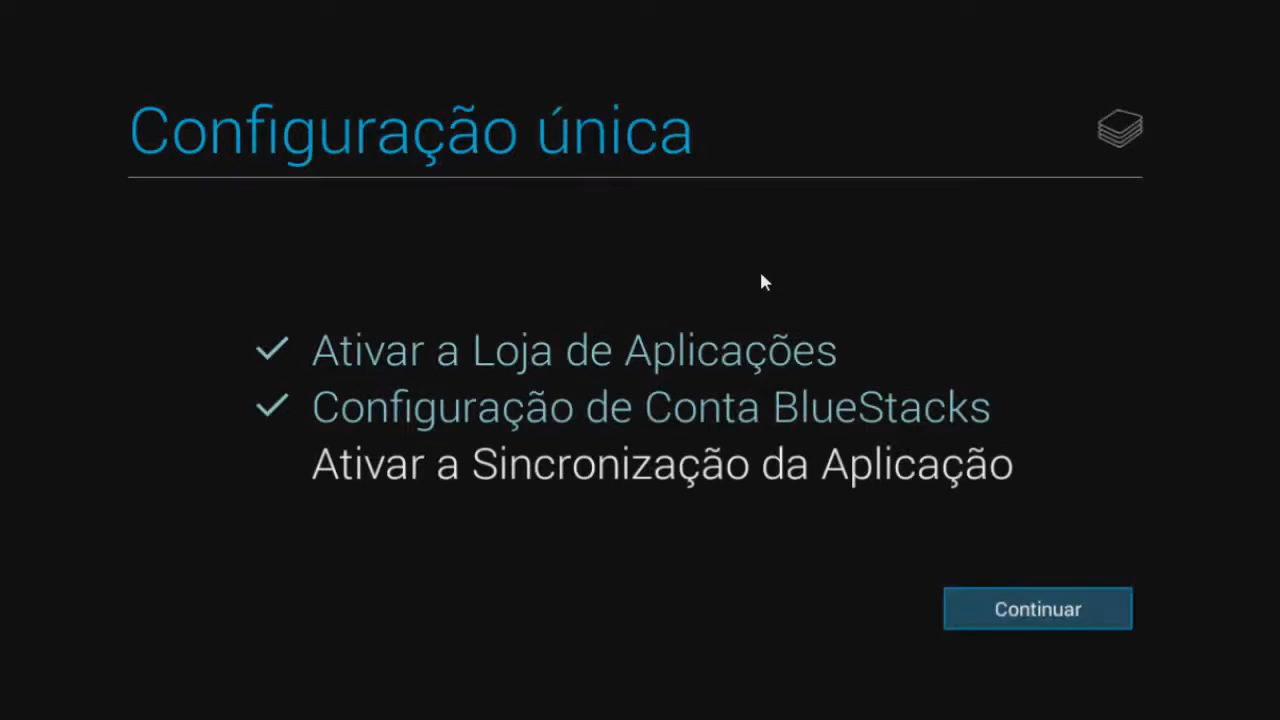 Configuração única
Ativar a Loja de Aplicações
Configuração de Conta BlueStacks
Ativar a Sincronização da Aplicação
Continuar